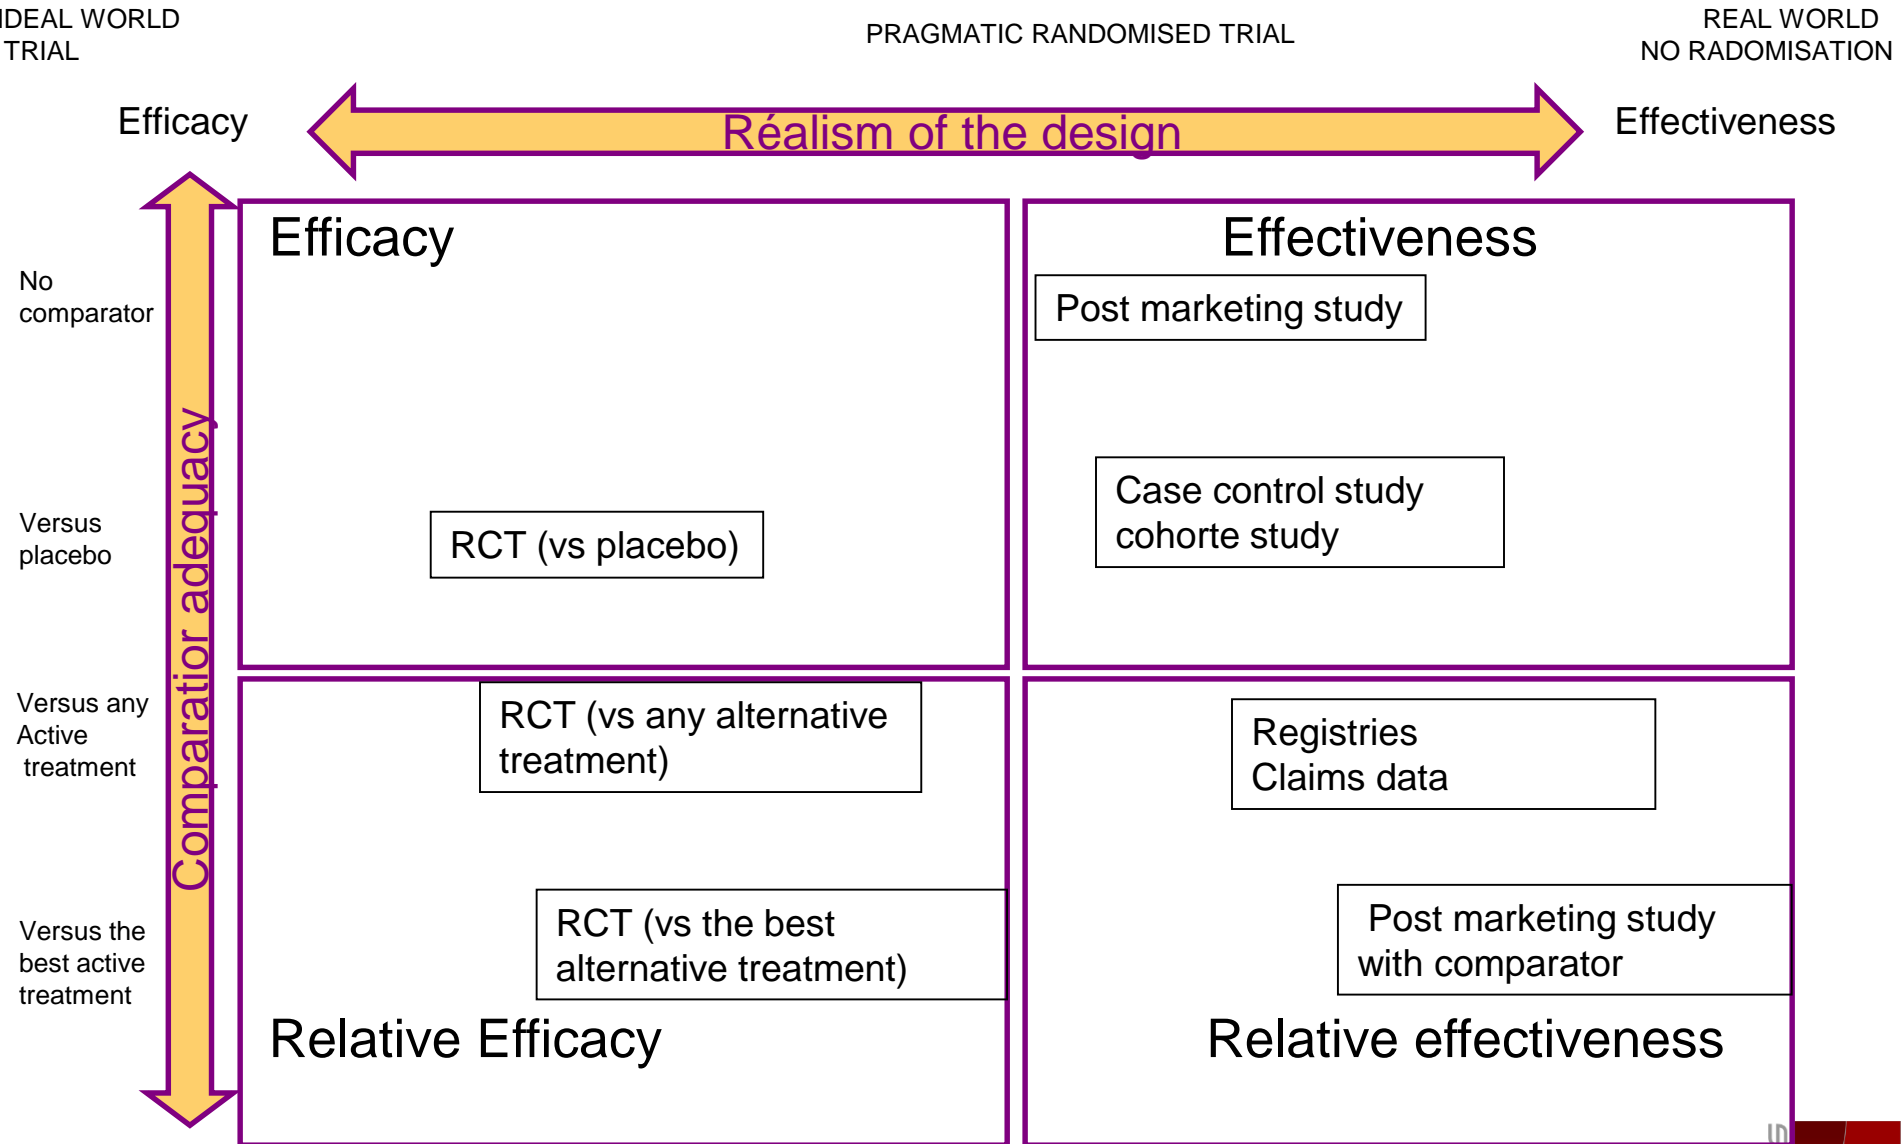 IDEAL WORLD
TRIAL
PRAGMATIC RANDOMISED TRIAL
REAL WORLD
NO RADOMISATION
Efficacy
Réalism of the design
Effectiveness
Comparatior adequacy
No
comparator
Versus
placebo
Versus any
Active
treatment
Versus the
best active
treatment
Efficacy
RCT (vs placebo)
Effectiveness
Post marketing study
Case control study
cohorte study
RCT (vs any alternative
treatment)
RCT (vs the best
alternative treatment)
Relative Efficacy
Registries
Claims data
Post marketing study
with comparator
Relative effectiveness